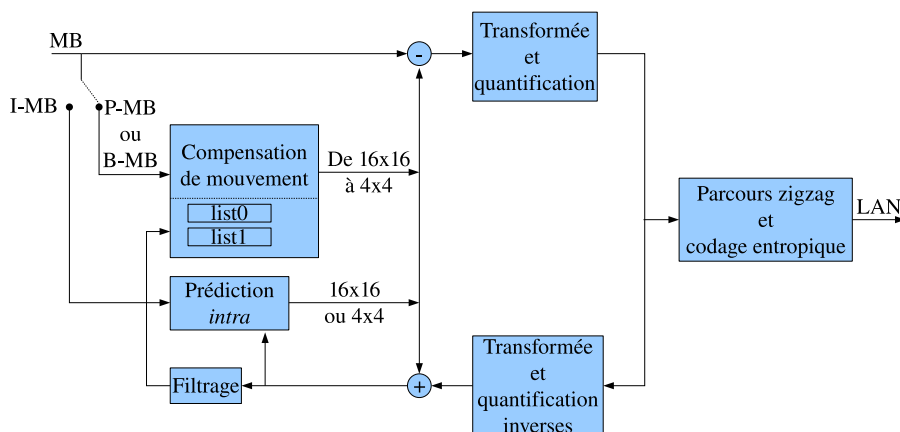 MB
Transformée
et
quantification
-
I-MB
P-MB
ou
B-MB
Compensation
de mouvement
list0
list1
De 16x16
à 4x4
Parcours zigzag
et
codage entropique
LAN
Prédiction
intra
16x16
ou 4x4
Transformée
et
quantification
inverses
Filtrage
+